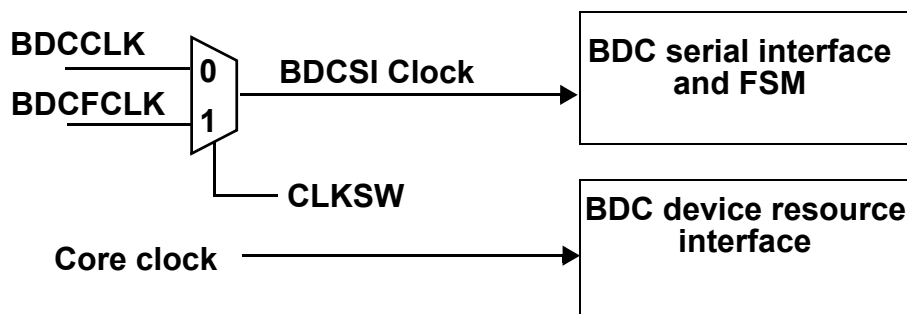 BDCCLK
BDCFCLK
0
1
BDCSI Clock
CLKSW
BDC serial interface
and FSM
Core clock
BDC device resource
interface